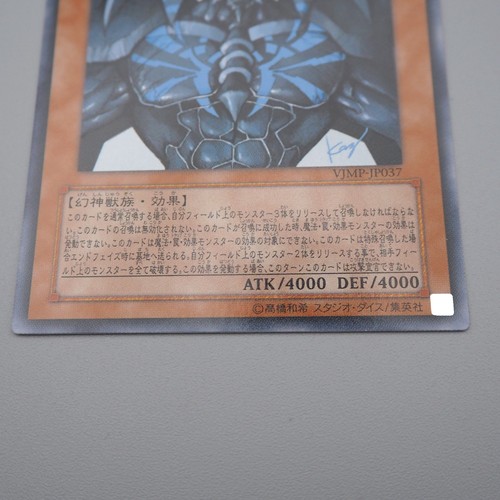 Kazu
VJMP-JP037
【幻神獣族・効果】
このカードを通常召喚する場合、自分フィールド上のモンスター3体をリリースして召喚しなければならな
い。このカードの召喚は無効化されない。このカードが召喚に成功した時、魔法・罠・効果モンスターの効果は
発動できない。このカードは魔法・罠・効果モンスターの効果の対象にできない。このカードは特殊召喚した場
合エンドフェイズ時に墓地へ送られる。自分フィールド上のモンスター2体をリリースする事で、相手フィー
ルド上のモンスターを全て破壊する。この効果を発動する場合、このターンこのカードは攻撃宣言できない。
ATK/4000 DEF/4000
©高橋和希 スタジオ・ダイス/集英社